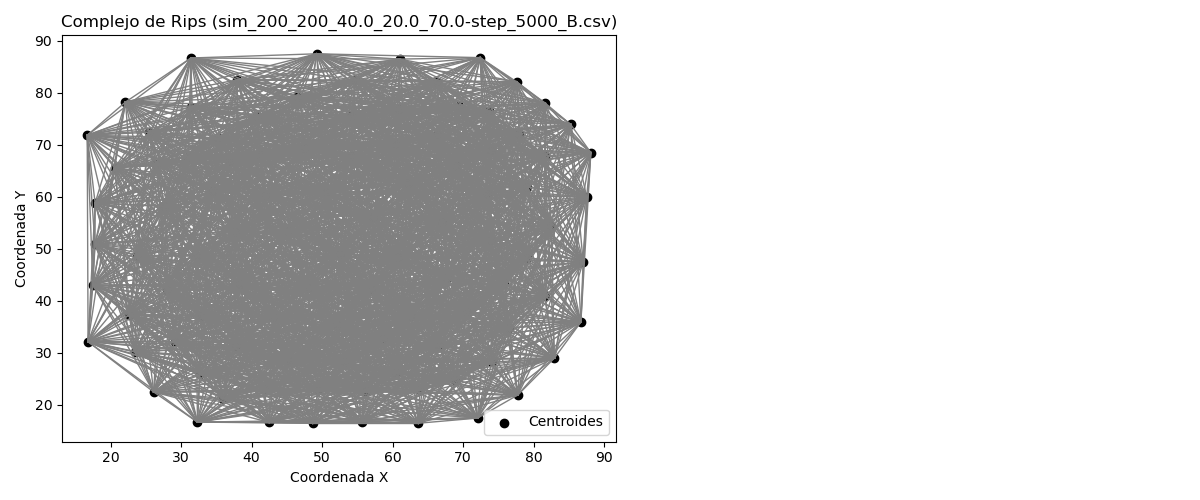 Complejo de Rips (sim_200_200_40.0_20.0_70.0-step_5000_B.csv)
90
80
70
60
50
40
30
20
Coordenada Y
Centroides
20 30 40 50 60 70 80 90
Coordenada X